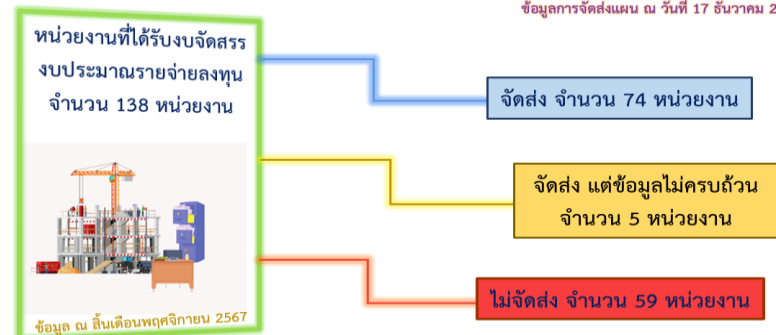 ข้อมูลการจัดส่งแผน ณ วันที่ 17 ธันวาคม 2
หน่วยงานที่ได้รับงบจัดสรร
งบประมาณรายจ่ายลงทุน
จำนวน 138 หน่วยงาน
จัดส่ง จำนวน 74 หน่วยงาน
จัดส่ง แต่ข้อมูลไม่ครบถ้วน
จำนวน 5 หน่วยงาน
ไม่จัดส่ง จำนวน 59 หน่วยงาน
ข้อมูล ณ สิ้นเดือนพฤศจิกายน 2567